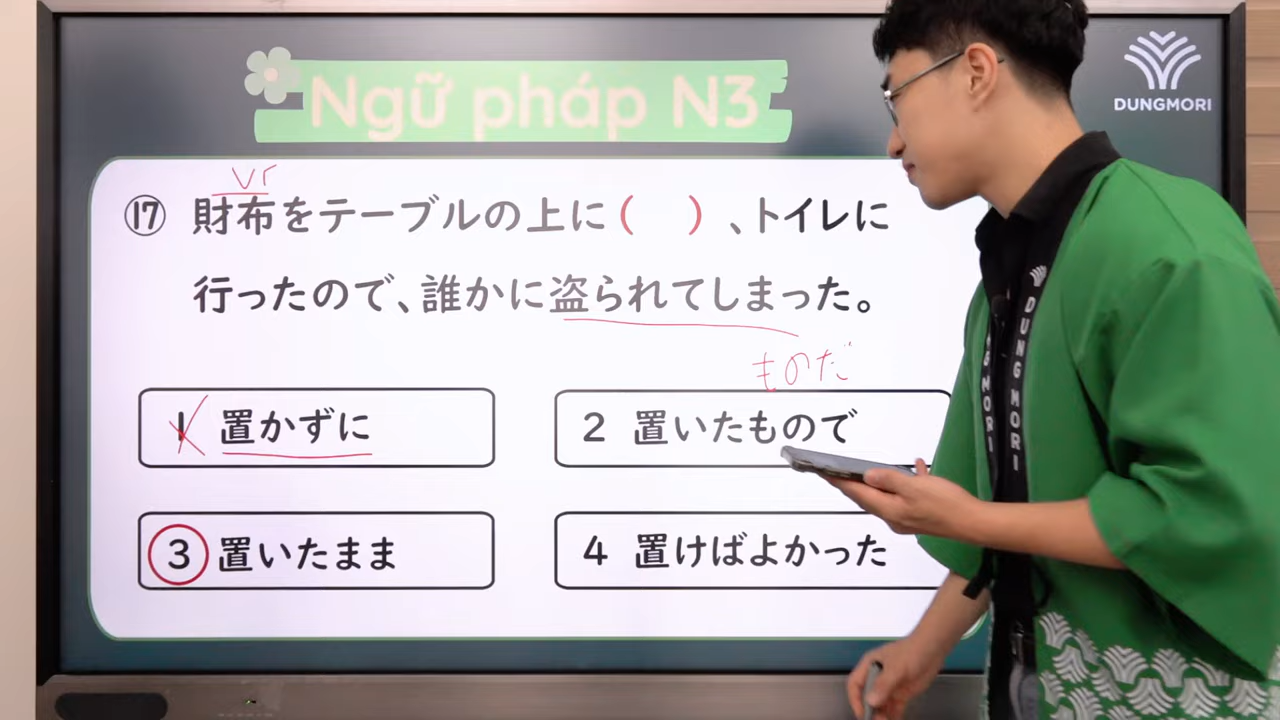 Ngữ pháp N3
DUNGMORI
Vr
⑰ 財布をテーブルの上に( )、トイレに
行ったので、誰かに盗られてしまった。
ものだ
1 置かずに
2 置いたもので
3 置いたまま
4 置けばよかった
DUNG MORI